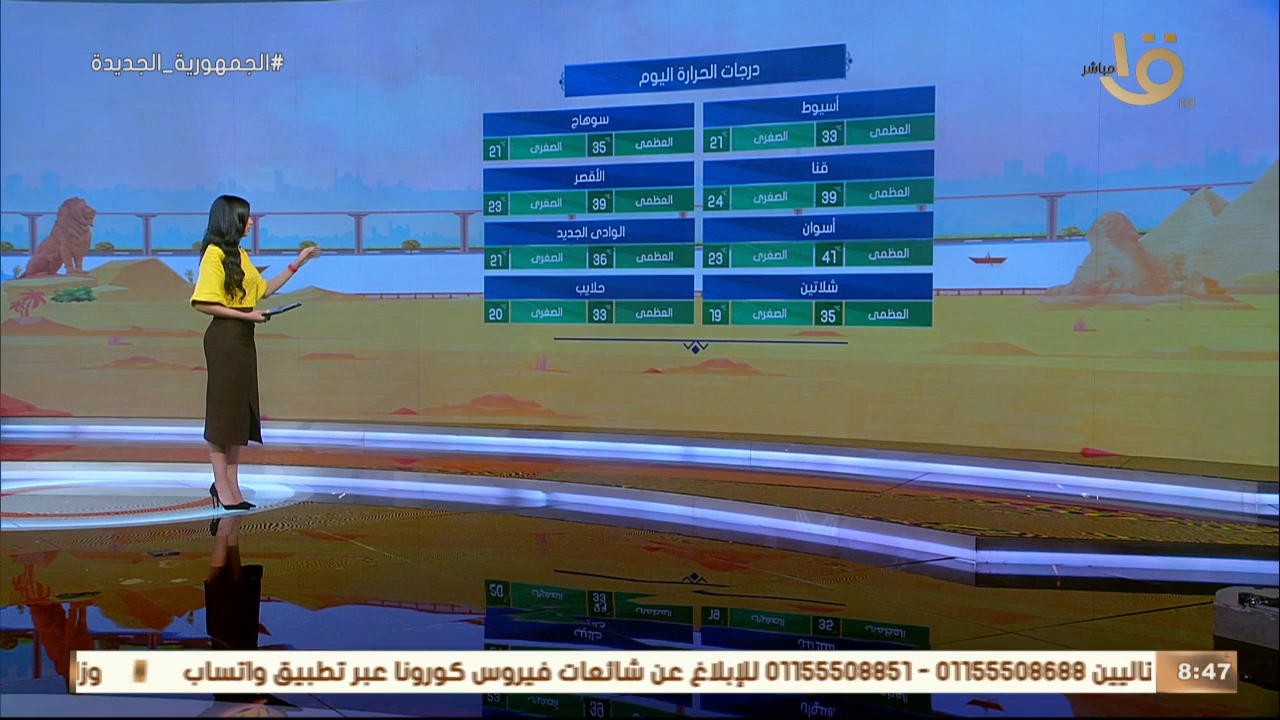 #الجمهورية_الجديدة
مباشر
HD
درجات الحرارة اليوم
أسيوط
العظمى 33 الصغرى 21
سوهاج
العظمى 35 الصغرى 21
قنا
العظمى 39 الصغرى 24
الأقصر
العظمى 39 الصغرى 23
أسوان
العظمى 41 الصغرى 23
الوادى الجديد
العظمى 36 الصغرى 21
شلاتين
العظمى 35 الصغرى 19
حلايب
العظمى 33 الصغرى 20
8:47
تاليين 01155508688 - 01155508851 للإبلاغ عن شائعات فيروس كورونا عبر تطبيق واتساب
وزا